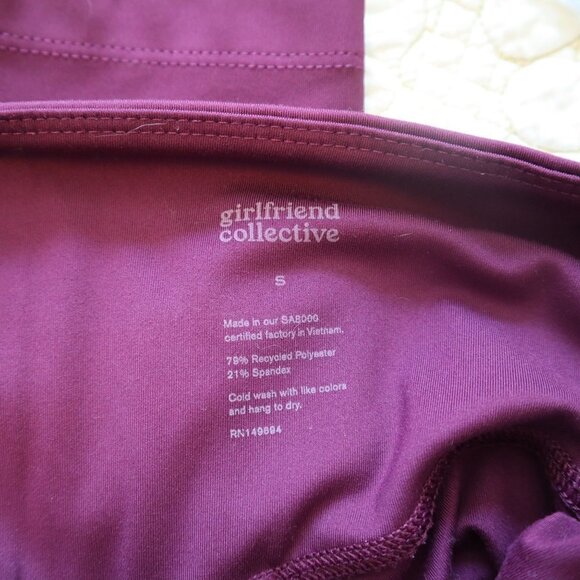 girlfriend
collective
S
Made in our SA8000
certified factory in Vietnam.
79% Recycled Polyester
21% Spandex
Cold wash with like colors
and hang to dry.
RN149694